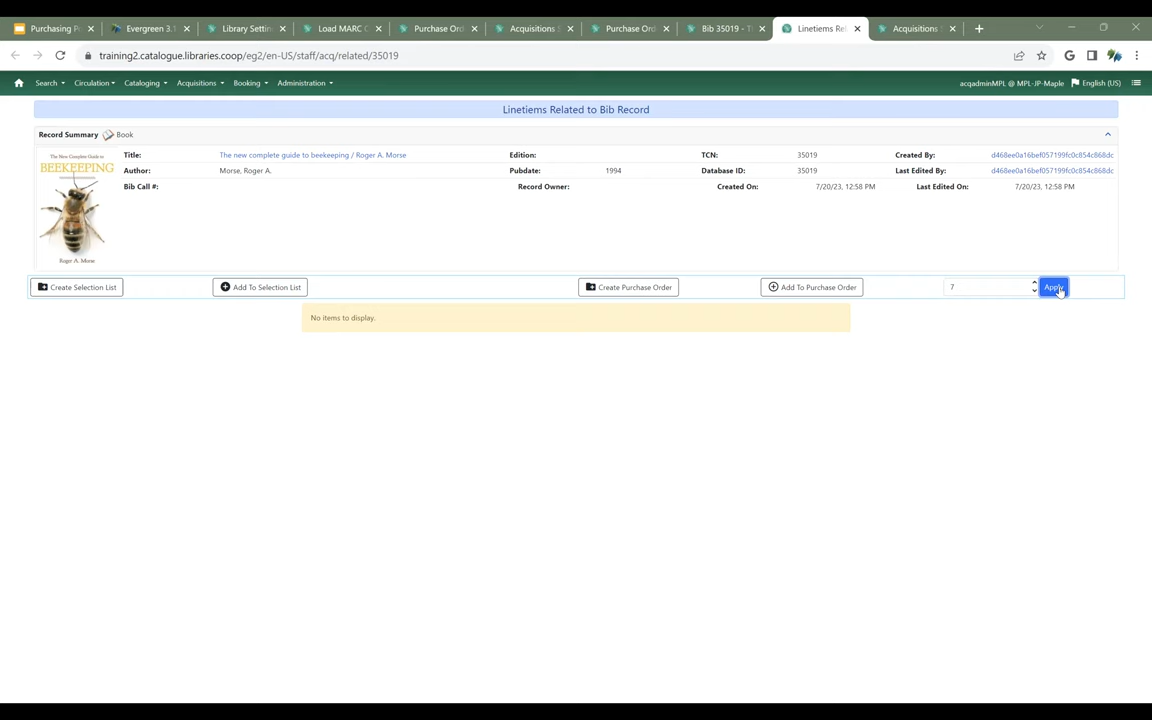 Purchasing P
Evergreen 3.1
Library Settin
Load MARC O
Purchase Ord
Acquisitions S
Purchase Ord
Bib 35019 - Th
Linetiems Rel
Acquisitions S
training2.catalogue.libraries.coop/eg2/en-US/staff/acq/related/35019
Search Circulation Cataloging Acquisitions Booking Administration acqadminMPL @ MPL-JP-Maple English (US)
Linetiems Related to Bib Record
Record Summary Book
Title: The new complete guide to beekeeping / Roger A. Morse Edition: TCN: 35019 Created By: d468ee0a16bef057199fc0c854c868dc
Author: Morse, Roger A. Pubdate: 1994 Database ID: 35019 Last Edited By: d468ee0a16bef057199fc0c854c868dc
Bib Call #: Record Owner: Created On: 7/20/23, 12:58 PM Last Edited On: 7/20/23, 12:58 PM
The New Complete Guide to
BEEKEEPING
Roger A. Morse
Create Selection List Add To Selection List Create Purchase Order Add To Purchase Order 7 Apply
No items to display.